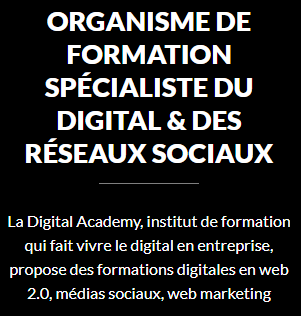 ORGANISME DE
FORMATION
SPÉCIALISTE DU
DIGITAL & DES
RÉSEAUX SOCIAUX
La Digital Academy, institut de formation
qui fait vivre le digital en entreprise,
propose des formations digitales en web
2.0, médias sociaux, web marketing